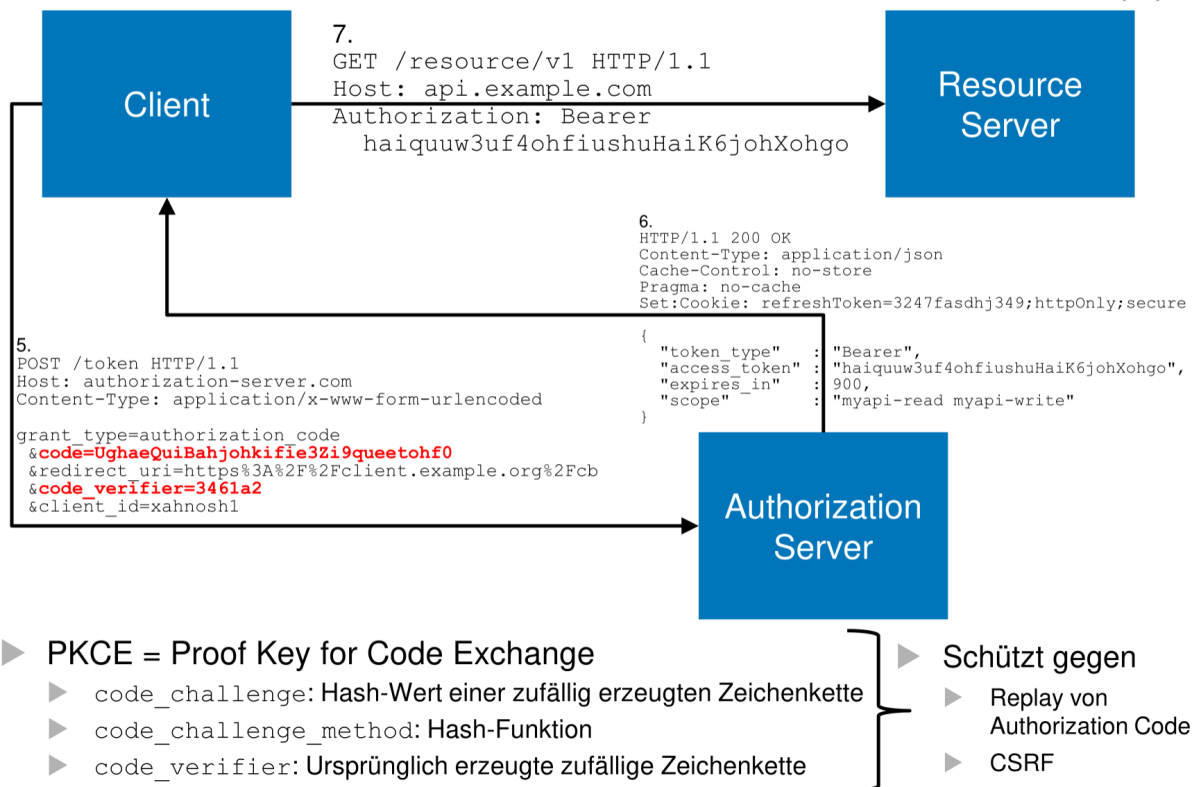 Client
7.
GET /resource/v1 HTTP/1.1
Host: api.example.com
Authorization: Bearer
haiquuw3uf4ohfiushuHaiK6johXohgo
Resource
Server
6.
HTTP/1.1 200 OK
Content-Type: application/json
Cache-Control: no-store
Pragma: no-cache
Set:Cookie: refreshToken=3247fasdhj349;httpOnly;secure
{
"token_type" : "Bearer",
"access_token" : "haiquuw3uf4ohfiushuHaiK6johXohgo",
"expires_in" : 900,
"scope" : "myapi-read myapi-write"
}
5.
POST /token HTTP/1.1
Host: authorization-server.com
Content-Type: application/x-www-form-urlencoded
grant_type=authorization_code
&code=UghaeQuiBahjohkifie3Zi9queetohf0
&redirect_uri=https%3A%2F%2Fclient.example.org%2Fcb
&code_verifier=3461a2
&client_id=xahnosh1
Authorization
Server
PKCE = Proof Key for Code Exchange
code_challenge: Hash-Wert einer zufällig erzeugten Zeichenkette
code_challenge_method: Hash-Funktion
code_verifier: Ursprünglich erzeugte zufällige Zeichenkette
Schützt gegen
Replay von
Authorization Code
CSRF